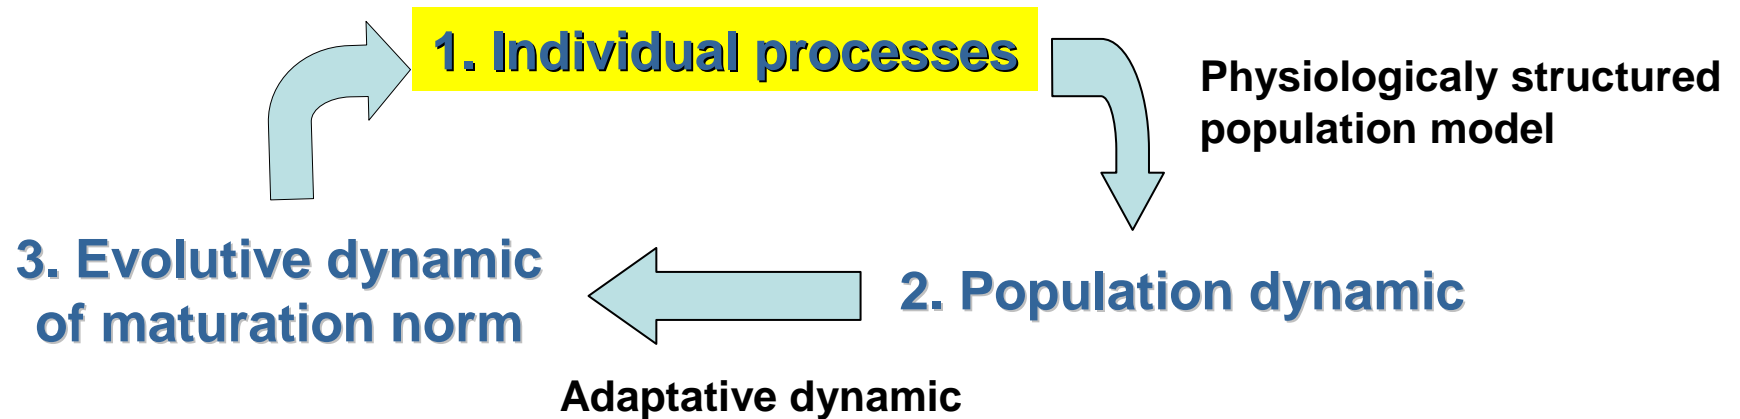 1. Individual processes
Physiologicaly structured
population model
3. Evolutive dynamic
of maturation norm
2. Population dynamic
Adaptative dynamic